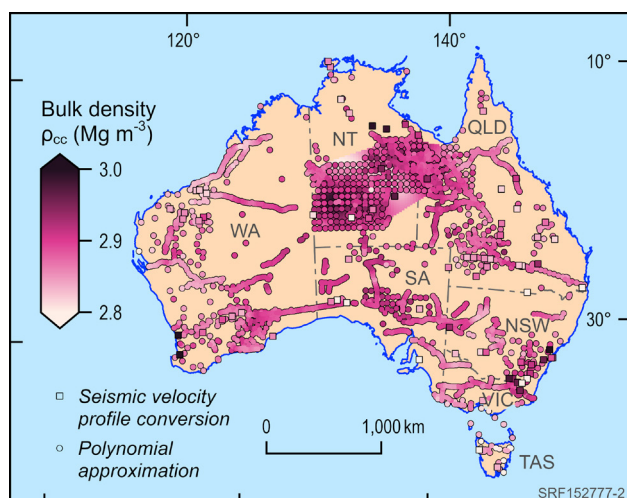 120°
140°
10°
Bulk density
ρcc (Mg m-3)
3.0
2.9
2.8
NT
QLD
WA
SA
NSW
30°
VIC
TAS
Seismic velocity
profile conversion
Polynomial
approximation
0
1,000 km
SRF152777-2